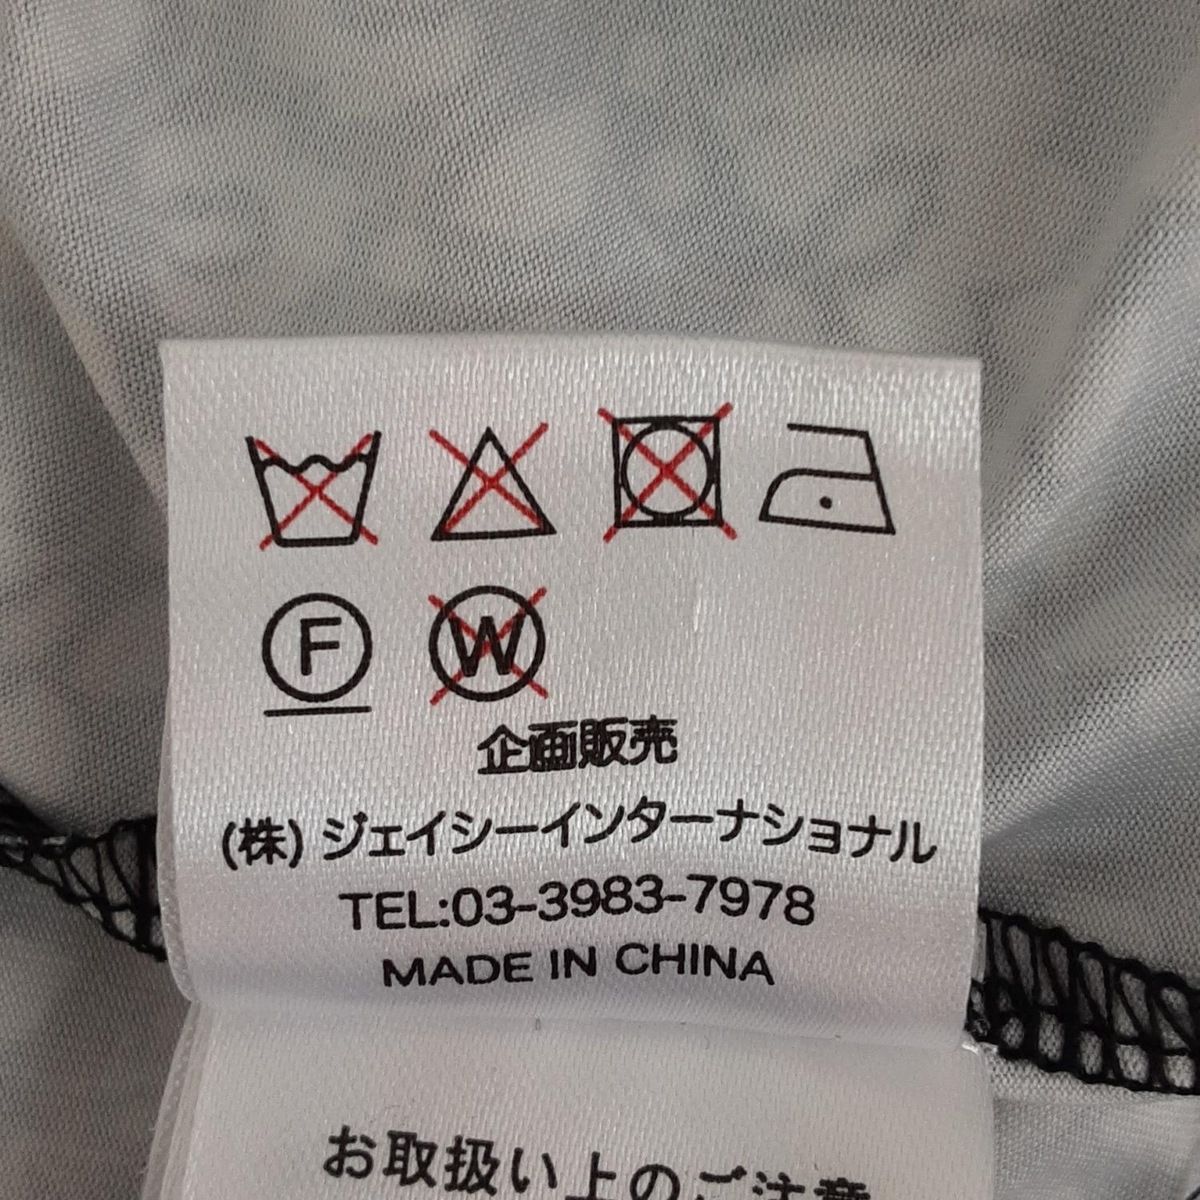 F W
企画販売
(株) ジェイシーインターナショナル
TEL:03-3983-7978
MADE IN CHINA
お取扱い上のご注意